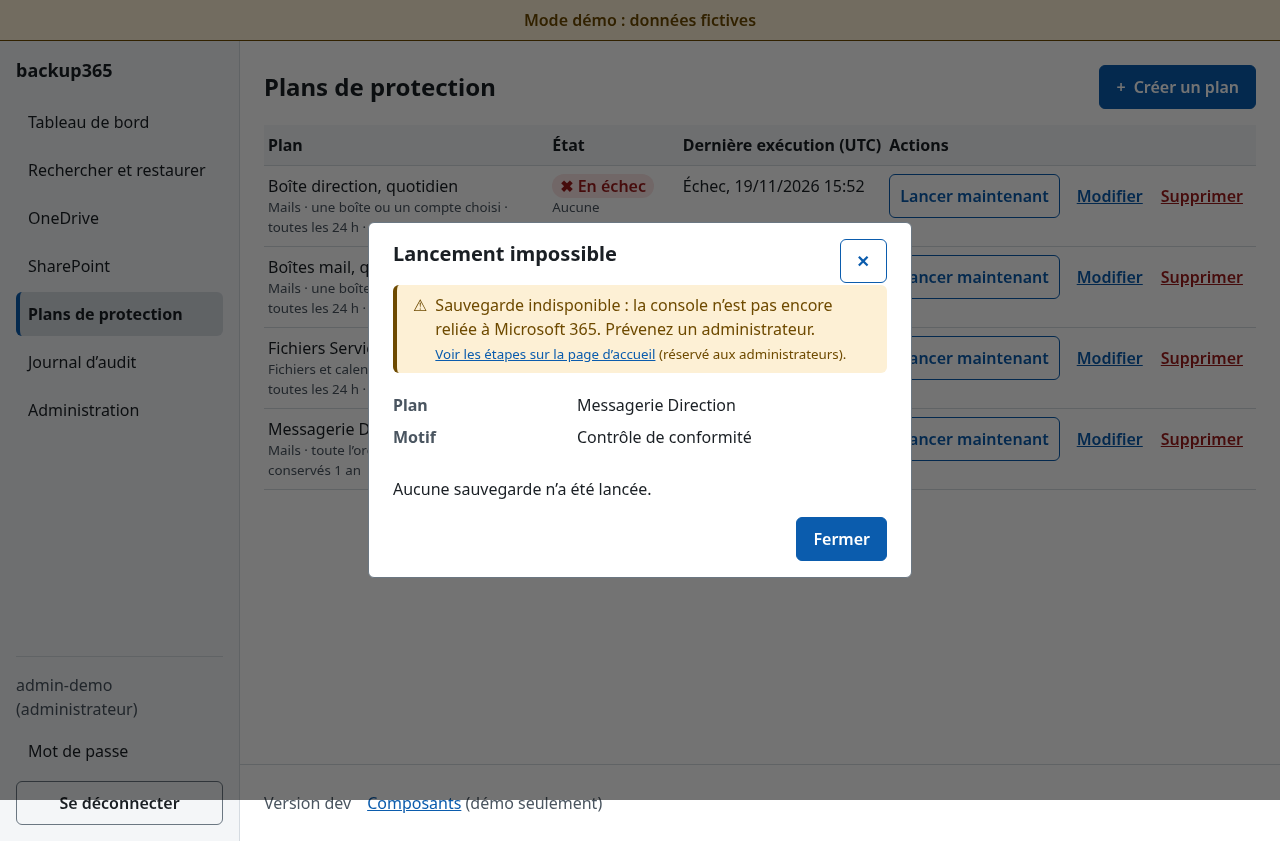 Mode démo : données fictives
backup365
Tableau de bord
Rechercher et restaurer
OneDrive
SharePoint
Plans de protection
Journal d’audit
Administration
admin-demo
(administrateur)
Mot de passe
Se déconnecter
Plans de protection
+ Créer un plan
Plan État Dernière exécution (UTC) Actions
Boîte direction, quotidien ✖ En échec Échec, 19/11/2026 15:52 Lancer maintenant Modifier Supprimer
Mails · une boîte ou un compte choisi · Aucune
toutes les 24 h ·
Boîtes mail, maintenant Modifier Supprimer
Mails · une boîte
toutes les 24 h ·
Fichiers maintenant Modifier Supprimer
Fichiers et
toutes les 24 h ·
Messagerie maintenant Modifier Supprimer
Mails · toute
conservés 1 an
Lancement impossible
×
⚠ Sauvegarde indisponible : la console n’est pas encore
reliée à Microsoft 365. Prévenez un administrateur.
Voir les étapes sur la page d’accueil (réservé aux administrateurs).
Plan Messagerie Direction
Motif Contrôle de conformité
Aucune sauvegarde n’a été lancée.
Fermer
Version dev Composants (démo seulement)